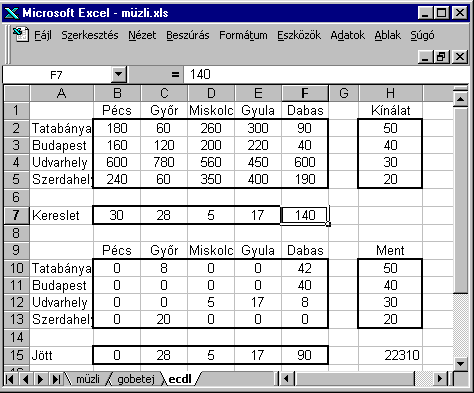 Microsoft Excel - müzli.xls
Fájl Szerkesztés Nézet Beszúrás Formátum Eszközök Adatok Ablak Súgó
F7 = 140
A B C D E F G H
1 Pécs Győr Miskolc Gyula Dabas Kínálat
2 Tatabánya 180 60 260 300 90 50
3 Budapest 160 120 200 220 40 40
4 Udvarhely 600 780 560 450 600 30
5 Szerdahely 240 60 350 400 190 20
6
7 Kereslet 30 28 5 17 140
8
9 Pécs Győr Miskolc Gyula Dabas Ment
10 Tatabánya 0 8 0 0 42 50
11 Budapest 0 0 0 0 40 40
12 Udvarhely 0 0 5 17 8 30
13 Szerdahely 0 20 0 0 0 20
14
15 Jött 0 28 5 17 90 22310
müzli gobetej ecdl